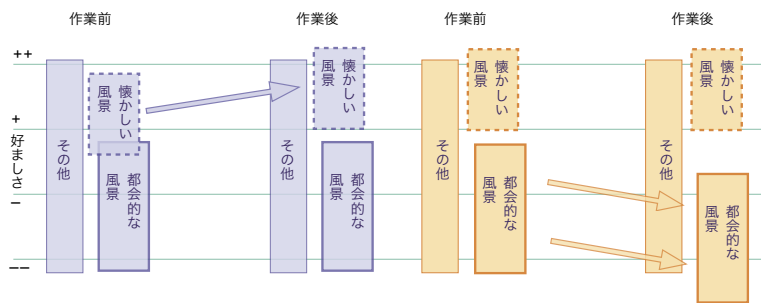 作業前
作業後
作業前
作業後
++
+
好ましさ
−
−−
その他
懐かしい
風景
都会的な
風景
その他
懐かしい
風景
都会的な
風景
その他
懐かしい
風景
都会的な
風景
その他
懐かしい
風景
都会的な
風景